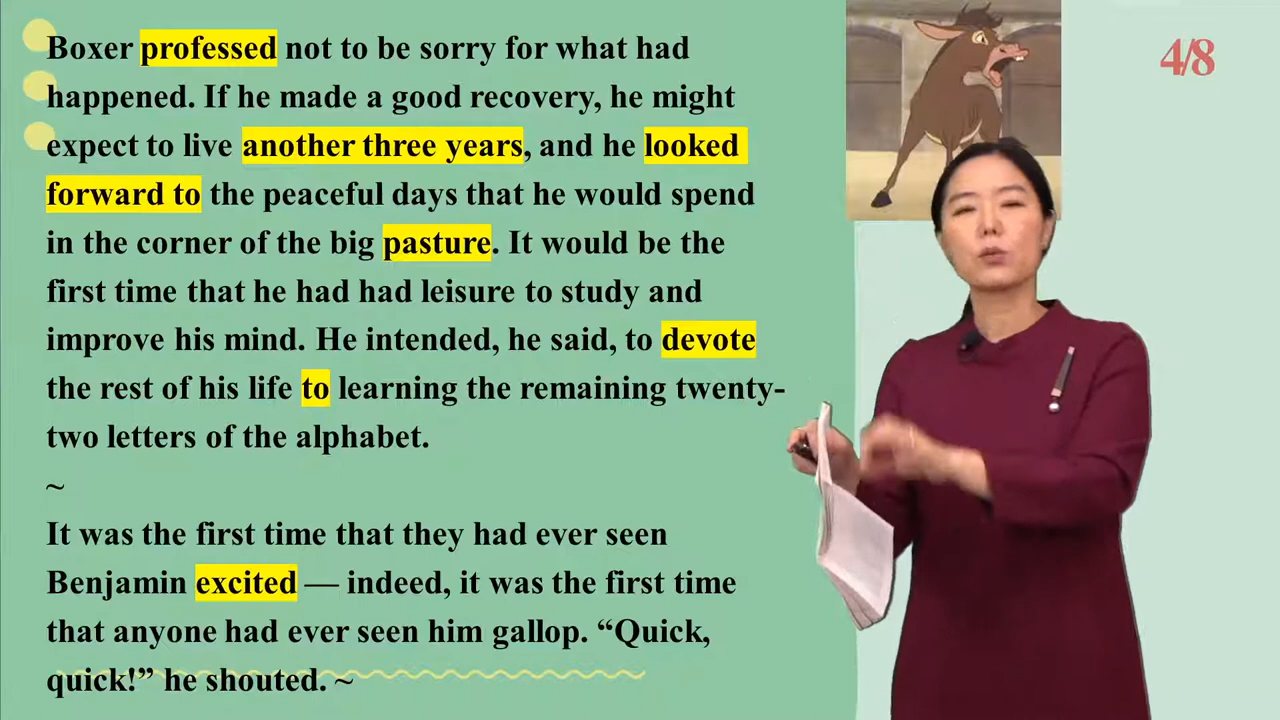 Boxer professed not to be sorry for what had
happened. If he made a good recovery, he might
expect to live another three years, and he looked
forward to the peaceful days that he would spend
in the corner of the big pasture. It would be the
first time that he had had leisure to study and
improve his mind. He intended, he said, to devote
the rest of his life to learning the remaining twenty-
two letters of the alphabet.
~
It was the first time that they had ever seen
Benjamin excited — indeed, it was the first time
that anyone had ever seen him gallop. “Quick,
quick!” he shouted. ~
4/8